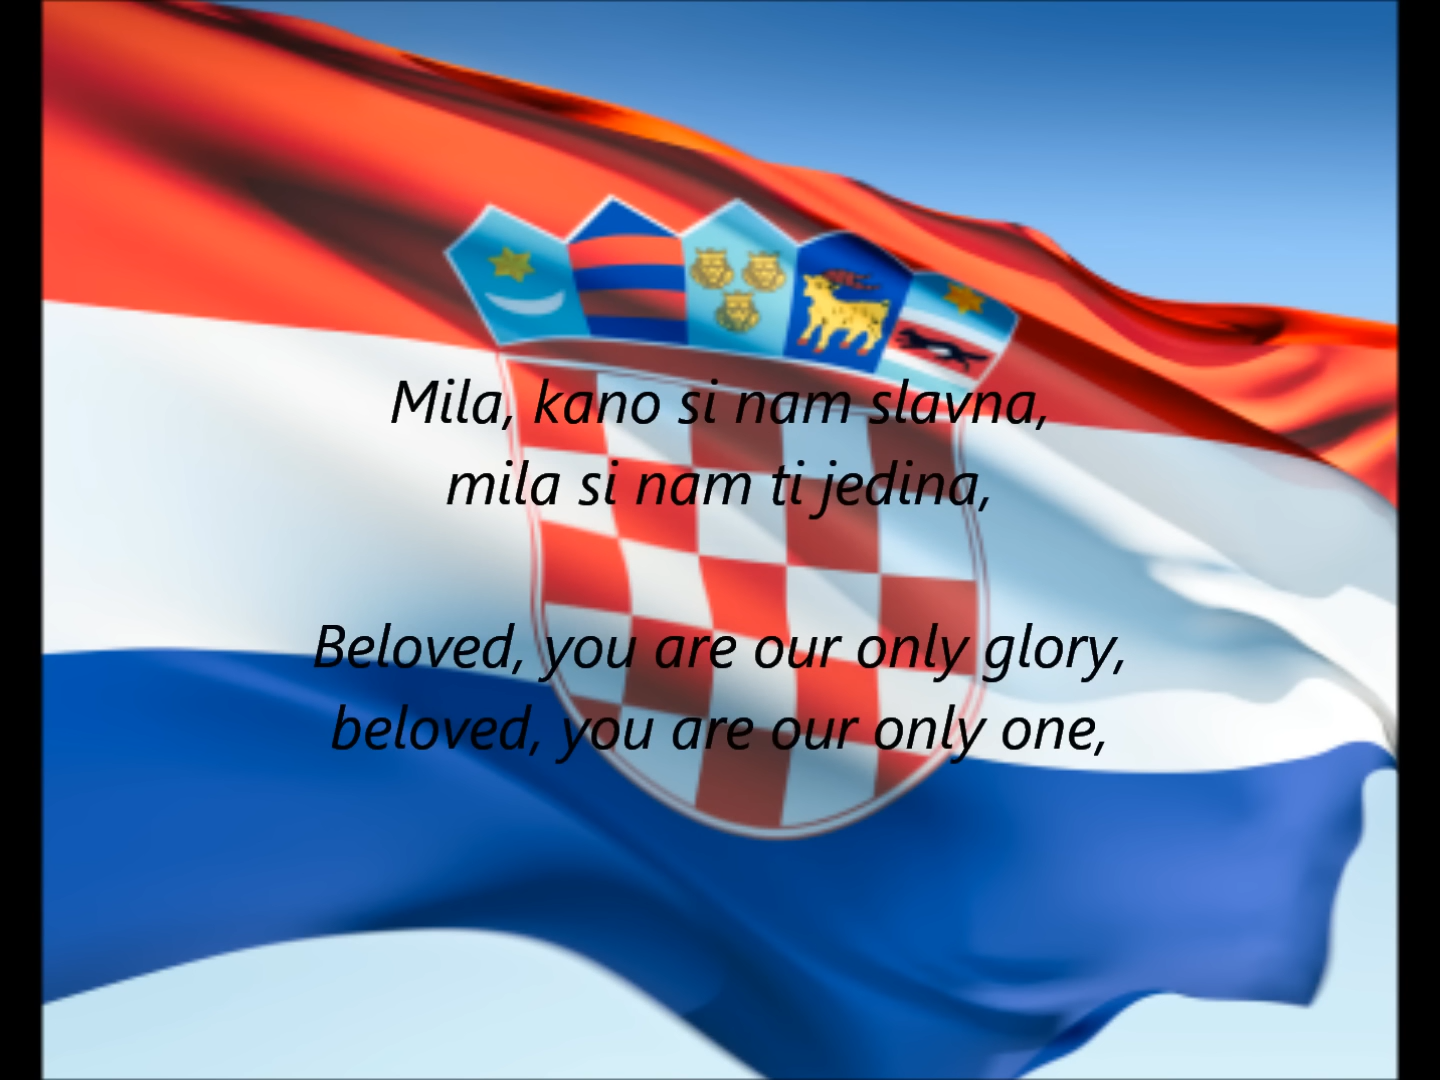 Mila, kano si nam slavna,
mila si nam ti jedina,
Beloved, you are our only glory,
beloved, you are our only one,